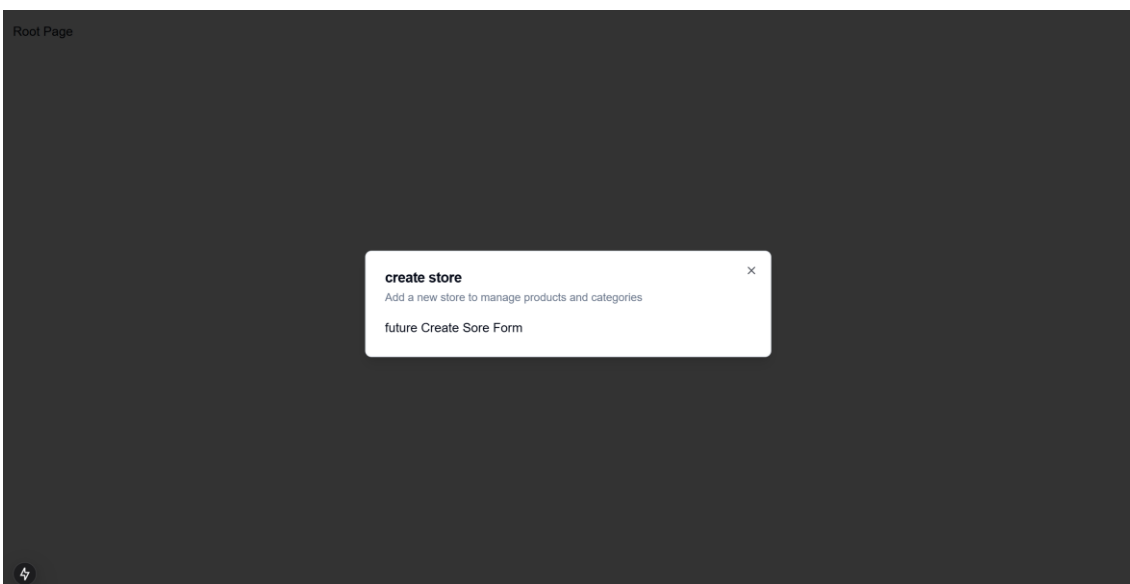 Root Page
create store
Add a new store to manage products and categories
future Create Sore Form